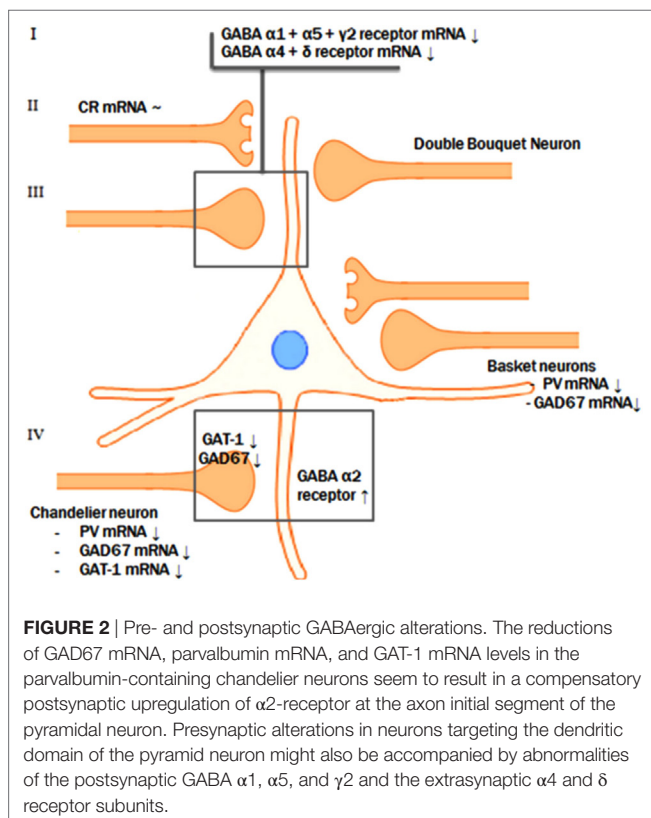 I
GABA α1 + α5 + γ2 receptor mRNA ↓
GABA α4 + δ receptor mRNA ↓
II
CR mRNA ~
Double Bouquet Neuron
III
Basket neurons
- PV mRNA ↓
- GAD67 mRNA↓
IV
GAT-1 ↓
GAD67 ↓
GABA α2
receptor ↑
Chandelier neuron
- PV mRNA ↓
- GAD67 mRNA ↓
- GAT-1 mRNA ↓
FIGURE 2 | Pre- and postsynaptic GABAergic alterations. The reductions
of GAD67 mRNA, parvalbumin mRNA, and GAT-1 mRNA levels in the
parvalbumin-containing chandelier neurons seem to result in a compensatory
postsynaptic upregulation of α2-receptor at the axon initial segment of the
pyramidal neuron. Presynaptic alterations in neurons targeting the dendritic
domain of the pyramid neuron might also be accompanied by abnormalities
of the postsynaptic GABA α1, α5, and γ2 and the extrasynaptic α4 and δ
receptor subunits.